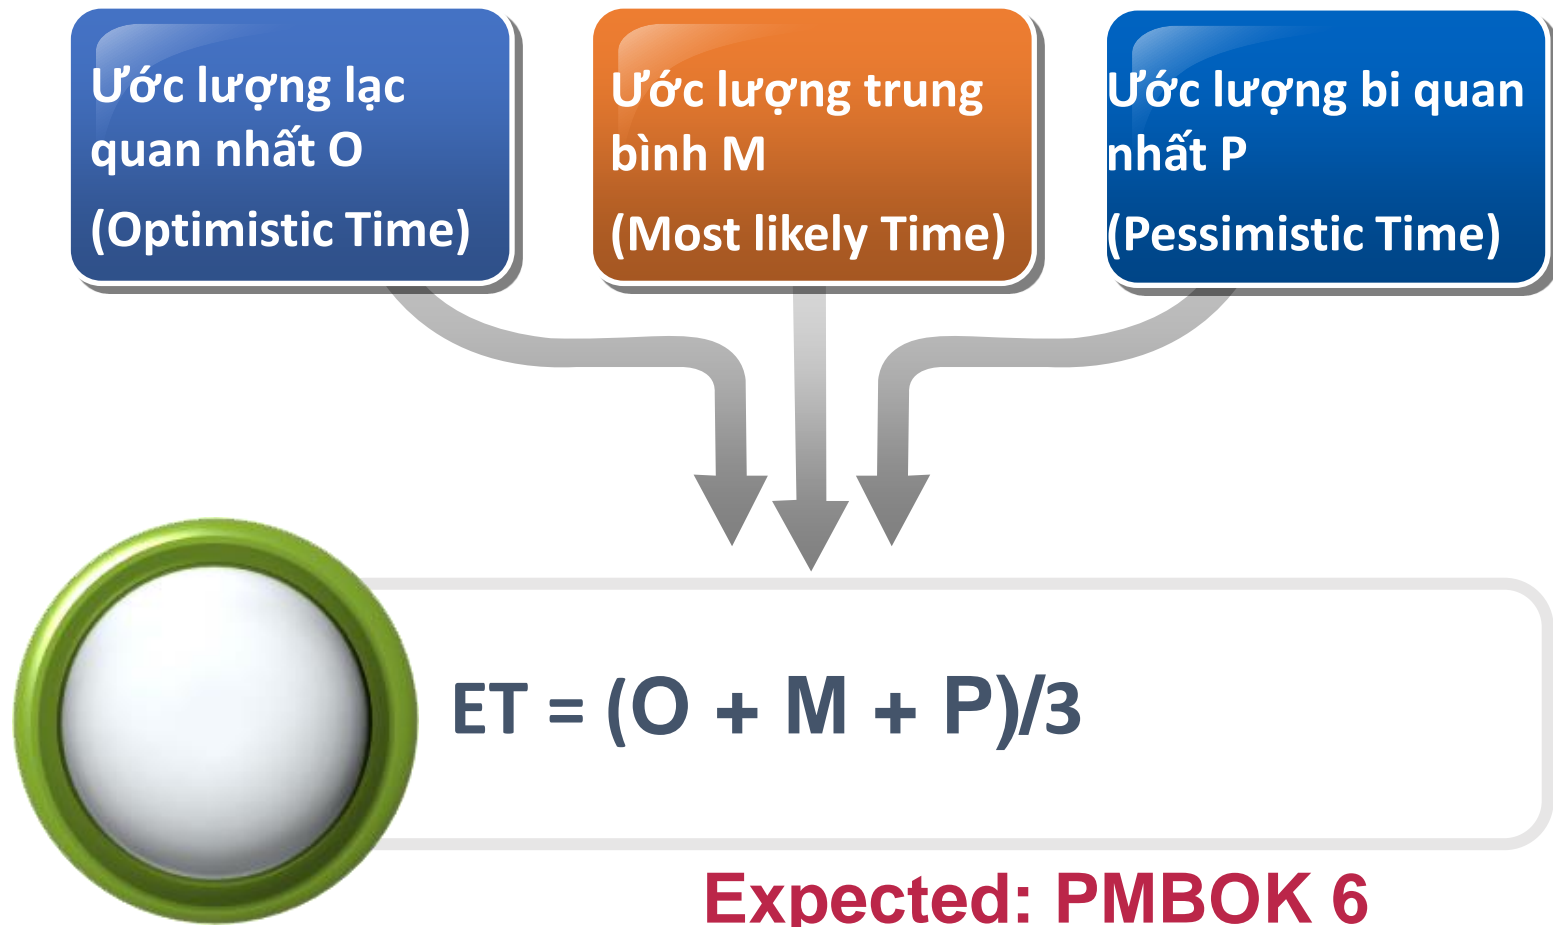 Ước lượng lạc
quan nhất O
(Optimistic Time)
Ước lượng trung
bình M
(Most likely Time)
Ước lượng bi quan
nhất P
(Pessimistic Time)
ET = (O + M + P)/3
Expected: PMBOK 6